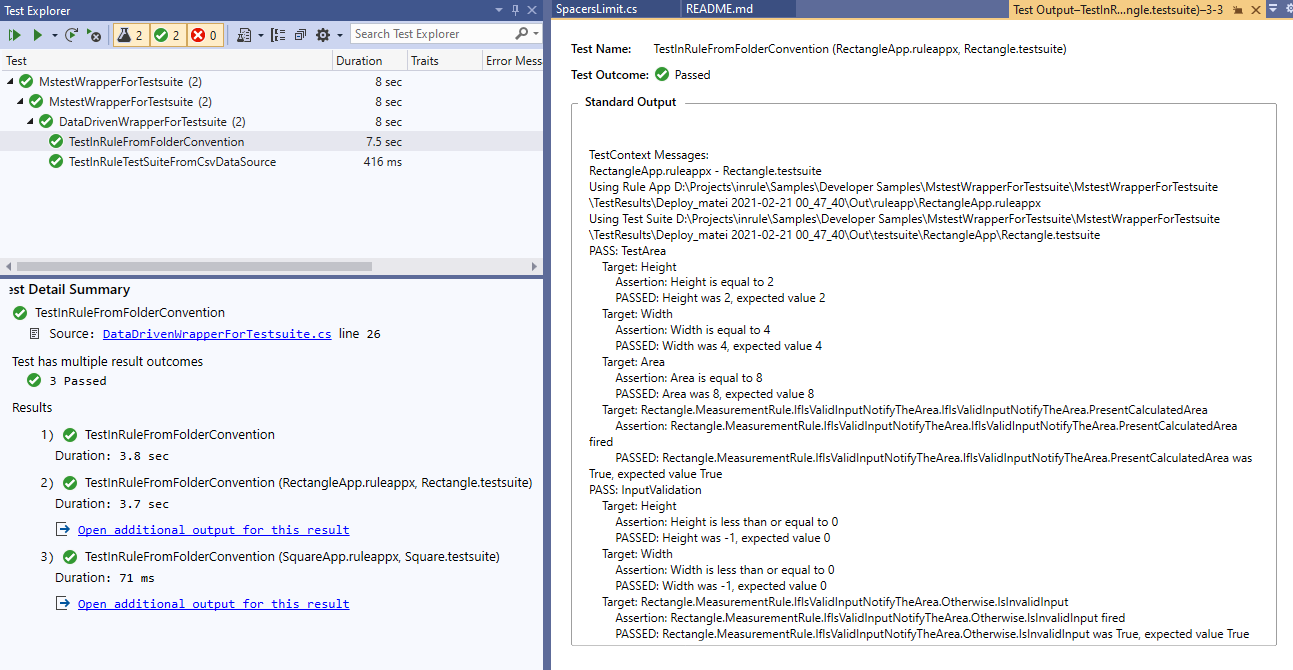 Test Explorer
2 2 0 Search Test Explorer
Test Duration Traits Error Mess
MstestWrapperForTestsuite (2) 8 sec
MstestWrapperForTestsuite (2) 8 sec
DataDrivenWrapperForTestsuite (2) 8 sec
TestInRuleFromFolderConvention 7.5 sec
TestInRuleTestSuiteFromCsvDataSource 416 ms
est Detail Summary
TestInRuleFromFolderConvention
Source: DataDrivenWrapperForTestsuite.cs line 26
Test has multiple result outcomes
3 Passed
Results
1) TestInRuleFromFolderConvention
Duration: 3.8 sec
2) TestInRuleFromFolderConvention (RectangleApp.ruleappx, Rectangle.testsuite)
Duration: 3.7 sec
Open additional output for this result
3) TestInRuleFromFolderConvention (SquareApp.ruleappx, Square.testsuite)
Duration: 71 ms
Open additional output for this result
SpacersLimit.cs README.md Test Output–TestInR...ngle.testsuite)–3-3
Test Name: TestInRuleFromFolderConvention (RectangleApp.ruleappx, Rectangle.testsuite)
Test Outcome: Passed
Standard Output
TestContext Messages:
RectangleApp.ruleappx - Rectangle.testsuite
Using Rule App D:\Projects\inrule\Samples\Developer Samples\MstestWrapperForTestsuite\MstestWrapperForTestsuite
\TestResults\Deploy_matei 2021-02-21 00_47_40\Out\ruleapp\RectangleApp.ruleappx
Using Test Suite D:\Projects\inrule\Samples\Developer Samples\MstestWrapperForTestsuite\MstestWrapperForTestsuite
\TestResults\Deploy_matei 2021-02-21 00_47_40\Out\testsuite\RectangleApp\Rectangle.testsuite
PASS: TestArea
Target: Height
Assertion: Height is equal to 2
PASSED: Height was 2, expected value 2
Target: Width
Assertion: Width is equal to 4
PASSED: Width was 4, expected value 4
Target: Area
Assertion: Area is equal to 8
PASSED: Area was 8, expected value 8
Target: Rectangle.MeasurementRule.IfIsValidInputNotifyTheArea.IfIsValidInputNotifyTheArea.PresentCalculatedArea
Assertion: Rectangle.MeasurementRule.IfIsValidInputNotifyTheArea.IfIsValidInputNotifyTheArea.PresentCalculatedArea
fired
PASSED: Rectangle.MeasurementRule.IfIsValidInputNotifyTheArea.IfIsValidInputNotifyTheArea.PresentCalculatedArea was
True, expected value True
PASS: InputValidation
Target: Height
Assertion: Height is less than or equal to 0
PASSED: Height was -1, expected value 0
Target: Width
Assertion: Width is less than or equal to 0
PASSED: Width was -1, expected value 0
Target: Rectangle.MeasurementRule.IfIsValidInputNotifyTheArea.Otherwise.IsInvalidInput
Assertion: Rectangle.MeasurementRule.IfIsValidInputNotifyTheArea.Otherwise.IsInvalidInput fired
PASSED: Rectangle.MeasurementRule.IfIsValidInputNotifyTheArea.Otherwise.IsInvalidInput was True, expected value True